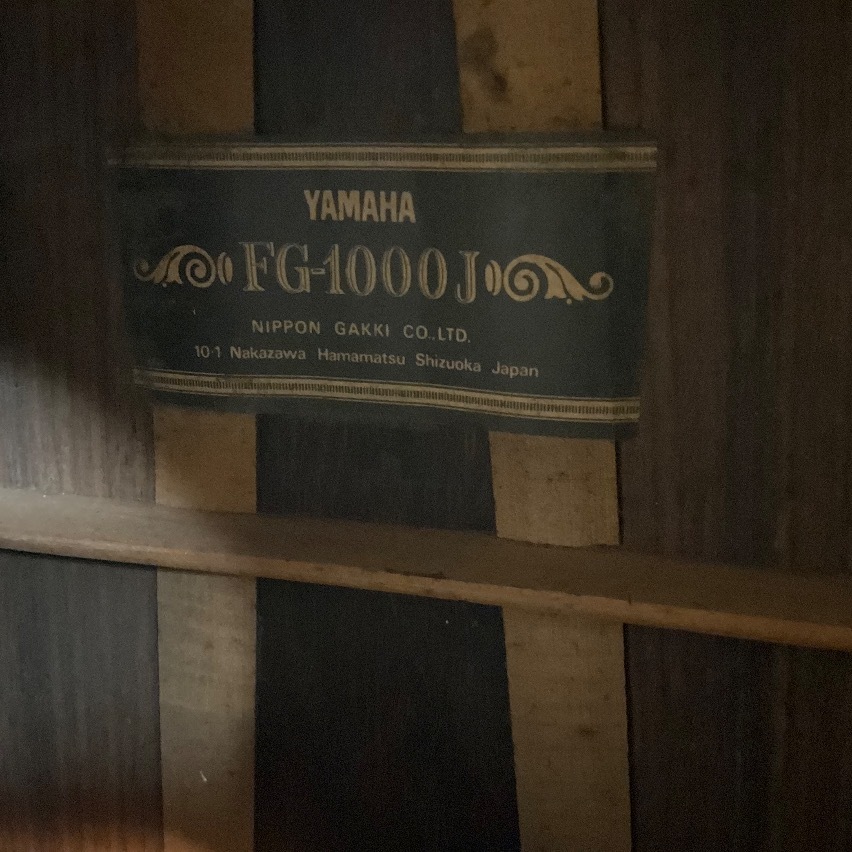 YAMAHA
FG-1000J
NIPPON GAKKI CO.,LTD.
10-1 Nakazawa Hamamatsu Shizuoka Japan